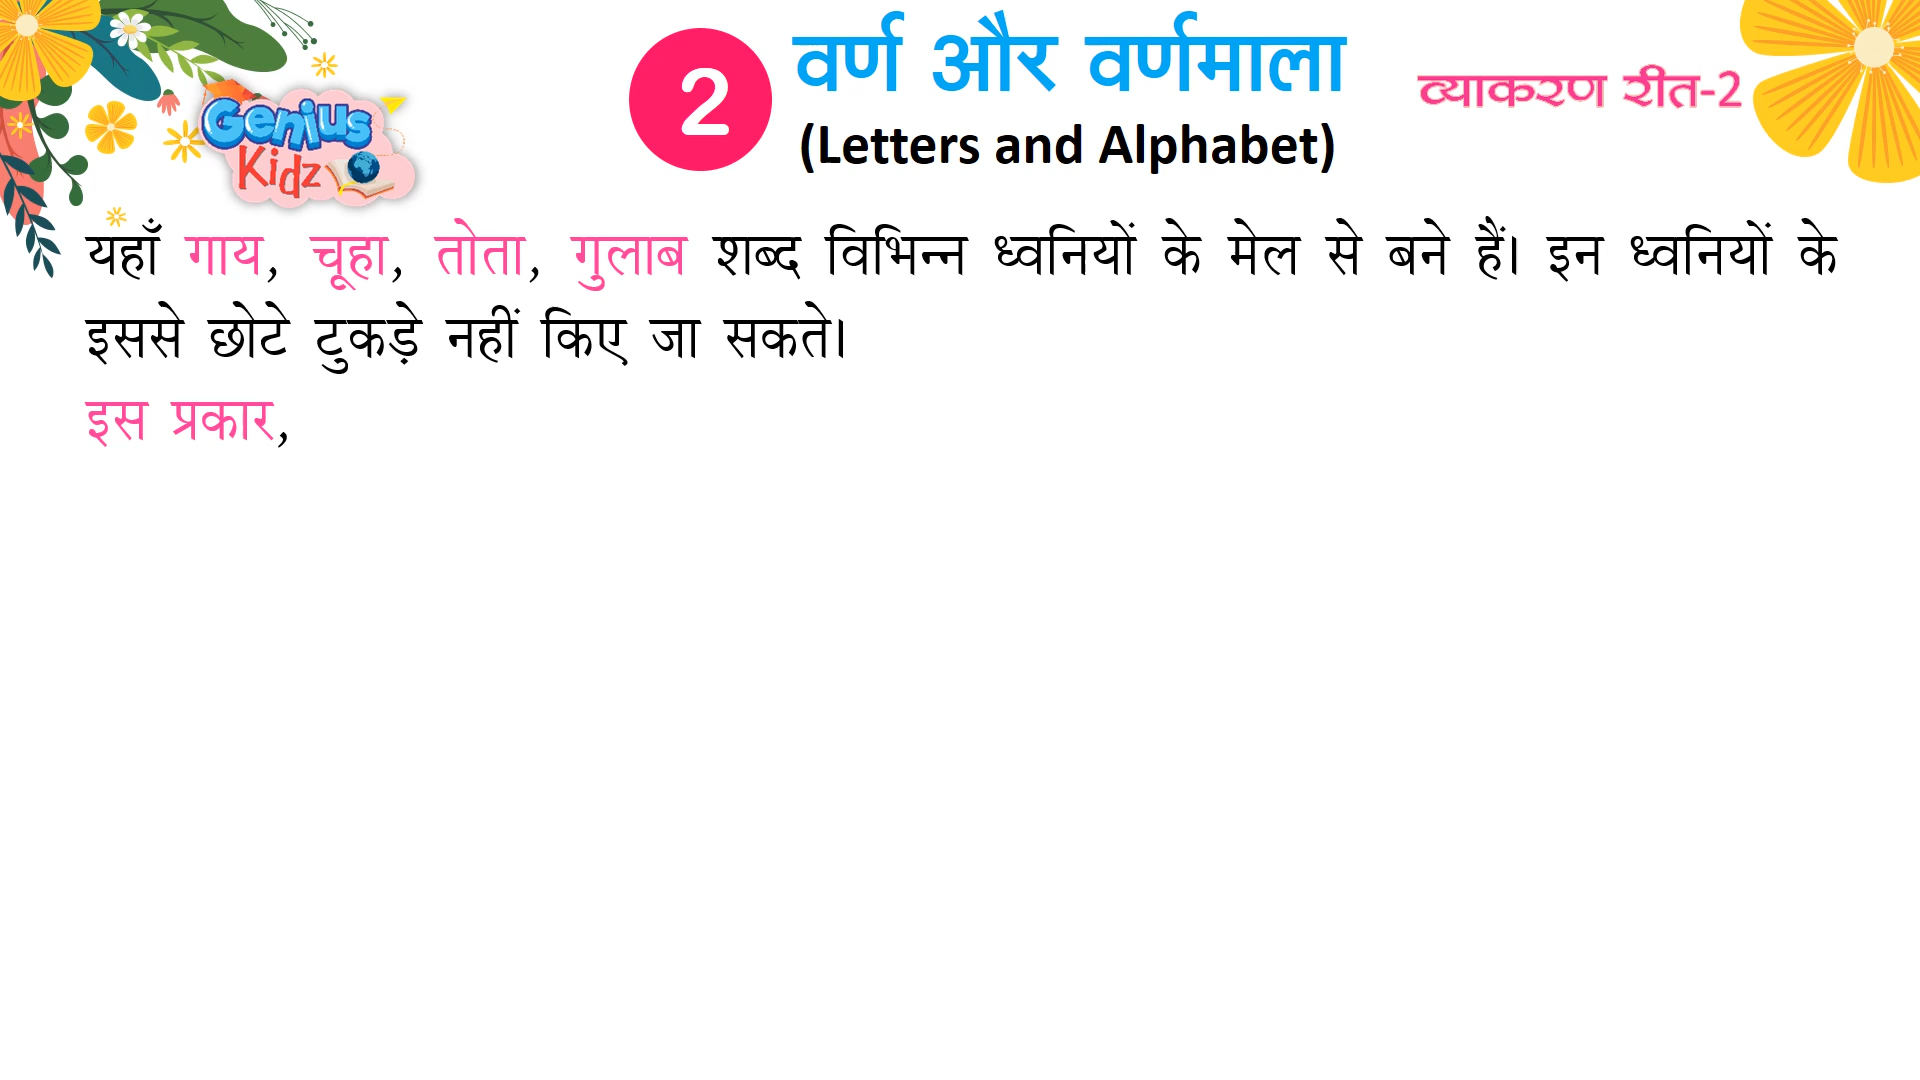 Genius
Kidz
2
वर्ण और वर्णमाला
(Letters and Alphabet)
व्याकरण रीत-2
यहाँ गाय, चूहा, तोता, गुलाब शब्द विभिन्न ध्वनियों के मेल से बने हैं। इन ध्वनियों के
इससे छोटे टुकड़े नहीं किए जा सकते।
इस प्रकार,